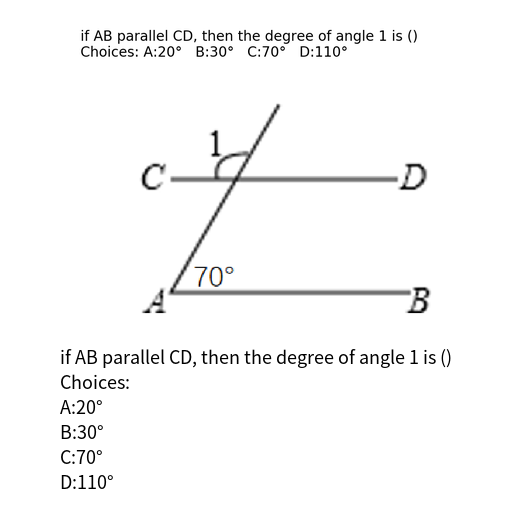 if AB parallel CD, then the degree of angle 1 is ()
Choices: A:20° B:30° C:70° D:110°
1
C
D
70°
A
B
if AB parallel CD, then the degree of angle 1 is ()
Choices:
A:20°
B:30°
C:70°
D:110°